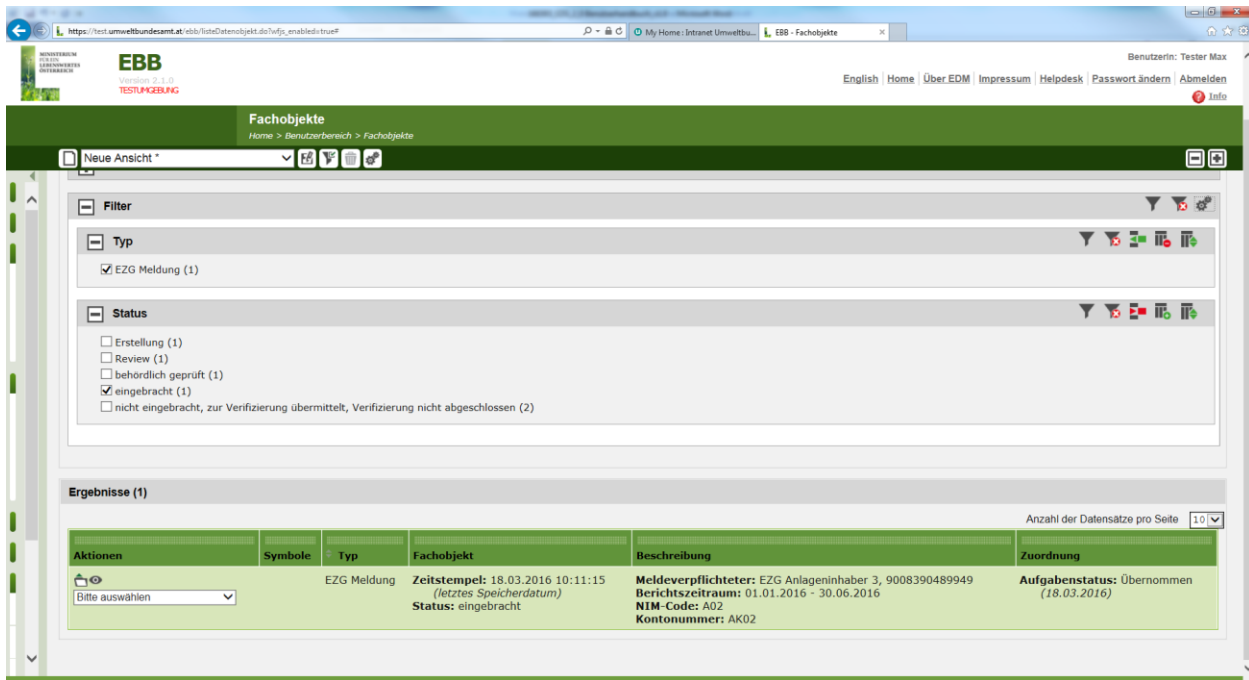 https://test.umweltbundesamt.at/ebb/listeDatenobjekt.do?wfjs_enabled=true#
My Home : Intranet Umweltbu...
EBB - Fachobjekte
MINISTERIUM
FÜR EIN
LEBENSWERTES
ÖSTERREICH
EBB
Version 2.1.0
TESTUMGEBUNG
BenutzerIn: Tester Max
English Home Über EDM Impressum Helpdesk Passwort ändern Abmelden
Info
Fachobjekte
Home > Benutzerbereich > Fachobjekte
Neue Ansicht *
Filter
Typ
EZG Meldung (1)
Status
Erstellung (1)
Review (1)
behördlich geprüft (1)
eingebracht (1)
nicht eingebracht, zur Verifizierung übermittelt, Verifizierung nicht abgeschlossen (2)
Ergebnisse (1)
Anzahl der Datensätze pro Seite 10
Aktionen Symbole Typ Fachobjekt Beschreibung Zuordnung
EZG Meldung Zeitstempel: 18.03.2016 10:11:15 Meldeverpflichteter: EZG Anlageninhaber 3, 9008390489949 Aufgabenstatus: Übernommen
Bitte auswählen (letztes Speicherdatum) Berichtszeitraum: 01.01.2016 - 30.06.2016 (18.03.2016)
Status: eingebracht NIM-Code: A02
Kontonummer: AK02